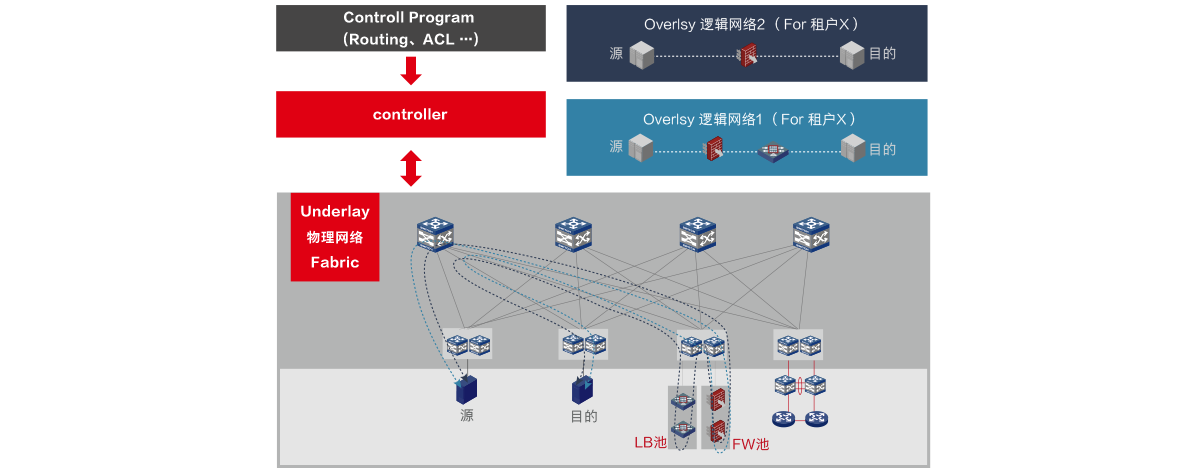 Controll Program
(Routing、ACL …)
controller
Overlsy 逻辑网络2（For 租户X）
源
目的
Overlsy 逻辑网络1（For 租户X）
源
目的
Underlay
物理网络
Fabric
源
目的
LB池
FW池